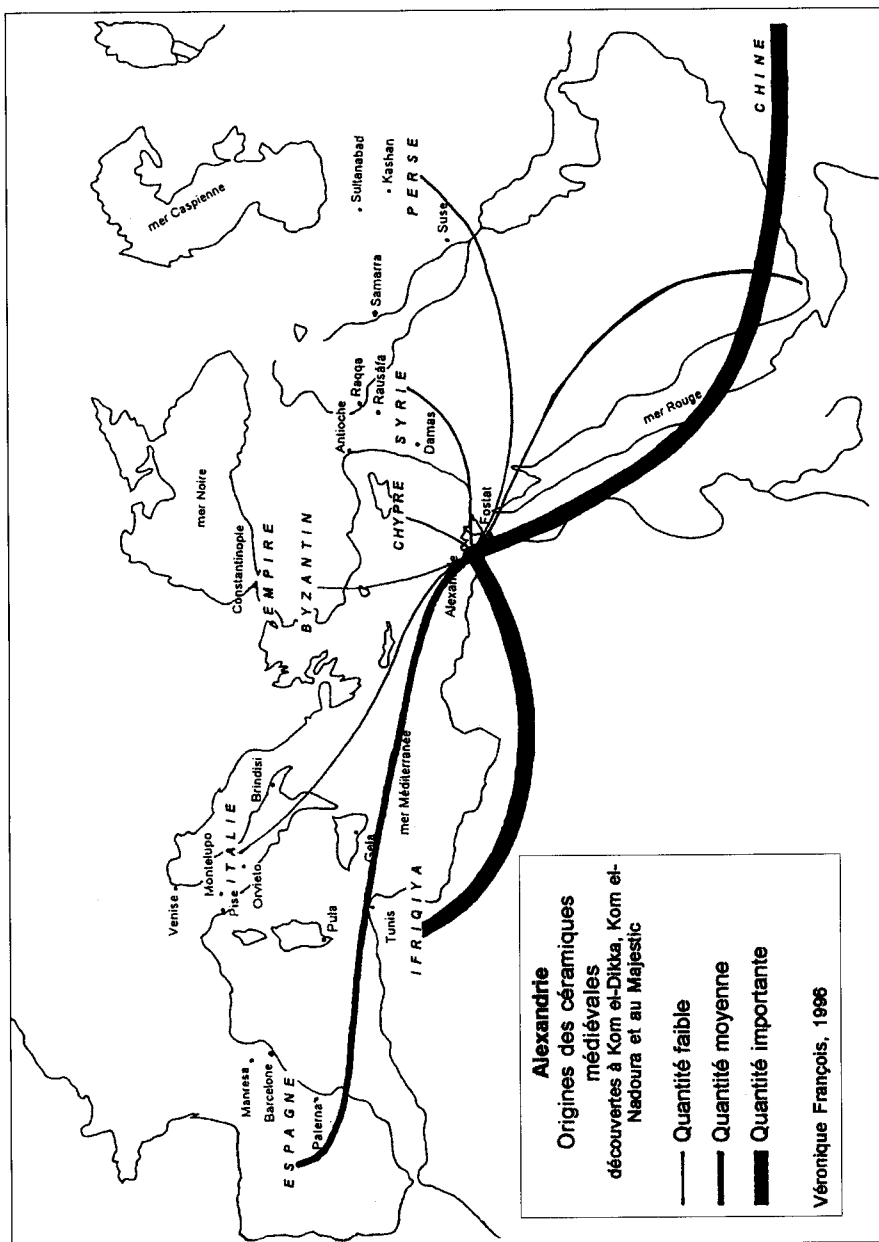 mer Caspienne
Sultanabad
Kashan
PERSE
Suse
Samarra
CHINE
mer Noire
Constantinople
EMPIRE
BYZANTIN
Antioche
Raqqa
Rausâfa
SYRIE
Damas
CHYPRE
mer Rouge
Alexandrie
Fostat
Venise
Montelupo
Pise
ITALIE
Orvieto
Brindisi
Pula
Gela
mer Méditerranée
Tunis
IFRIQIYA
Manresa
Barcelone
ESPAGNE
Paterna
Alexandrie
Origines des céramiques
médiévales
découvertes à Kom el-Dikka, Kom el-
Nadoura et au Majestic
Quantité faible
Quantité moyenne
Quantité importante
Véronique François, 1996